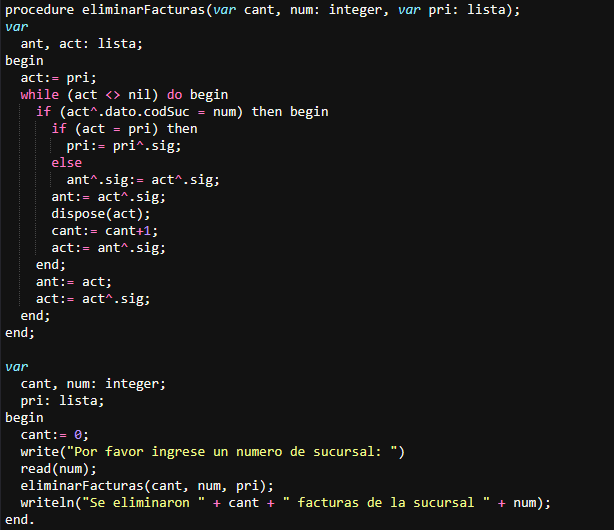 procedure eliminarFacturas(var cant, num: integer, var pri: lista);
var
  ant, act: lista;
begin
  act:= pri;
  while (act <> nil) do begin
    if (act^.dato.codSuc = num) then begin
      if (act = pri) then
        pri:= pri^.sig;
      else
        ant^.sig:= act^.sig;
      ant:= act^.sig;
      dispose(act);
      cant:= cant+1;
      act:= ant^.sig;
    end;
    ant:= act;
    act:= act^.sig;
  end;
end;

var
  cant, num: integer;
  pri: lista;
begin
  cant:= 0;
  write("Por favor ingrese un numero de sucursal: ")
  read(num);
  eliminarFacturas(cant, num, pri);
  writeln("Se eliminaron " + cant + " facturas de la sucursal " + num);
end.